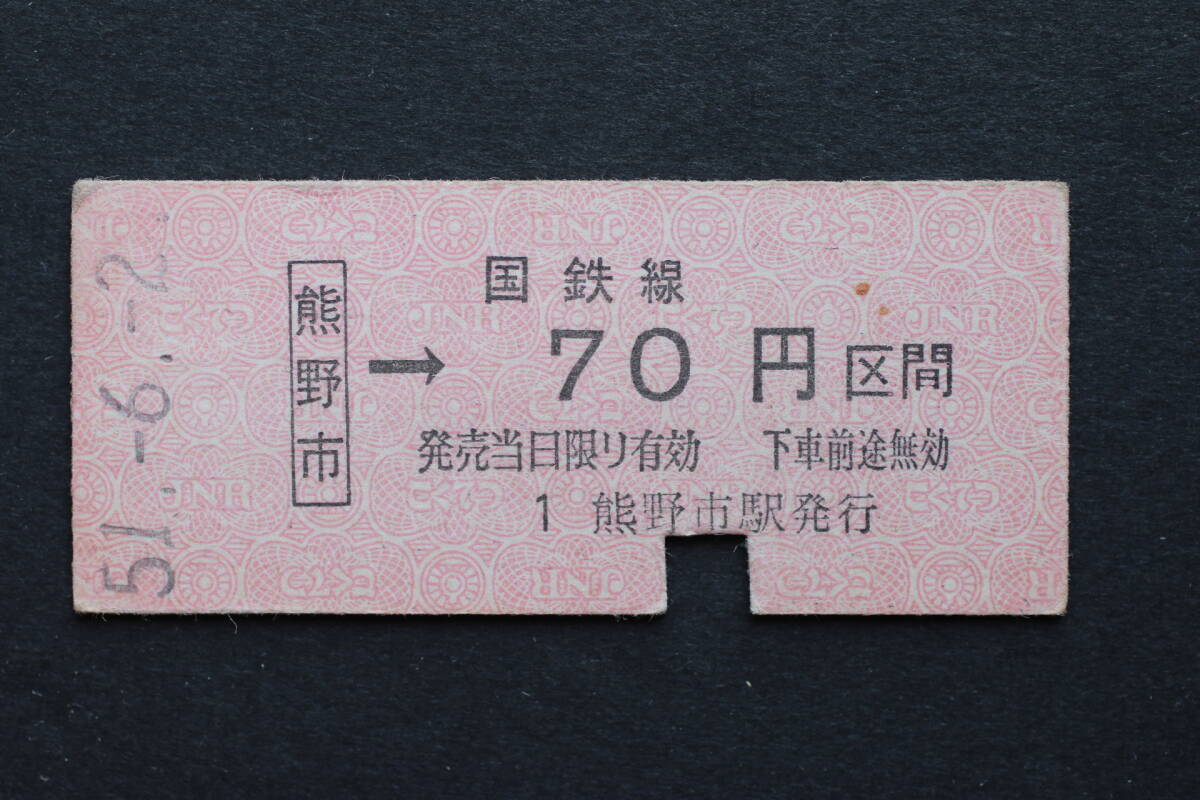 51.-6.-2.
熊野市
国鉄線
→ 70円区間
発売当日限り有効 下車前途無効
1 熊野市駅発行